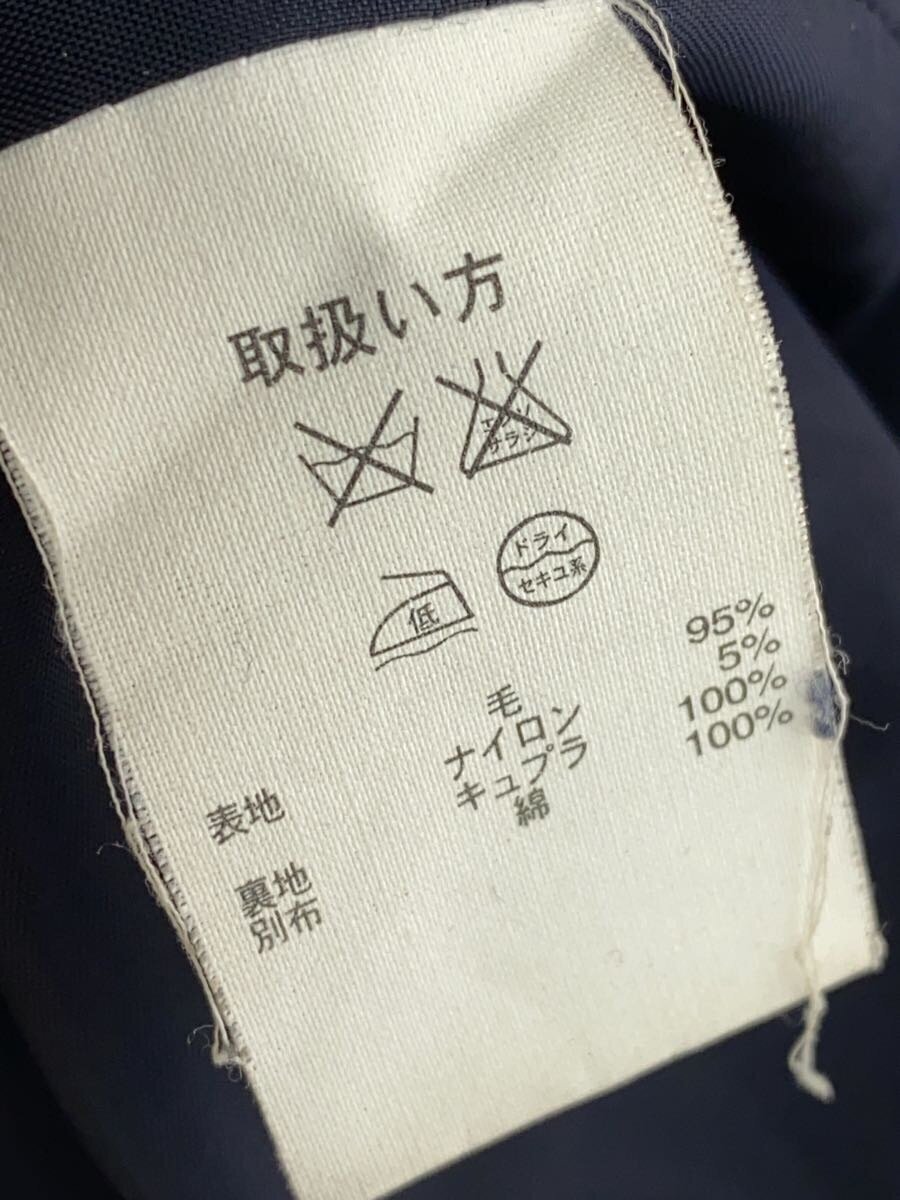 取扱い方
エンソ
サラシ
低
ドライ
セキユ系
表地 毛 95%
ナイロン 5%
裏地 キュプラ 100%
別布 綿 100%